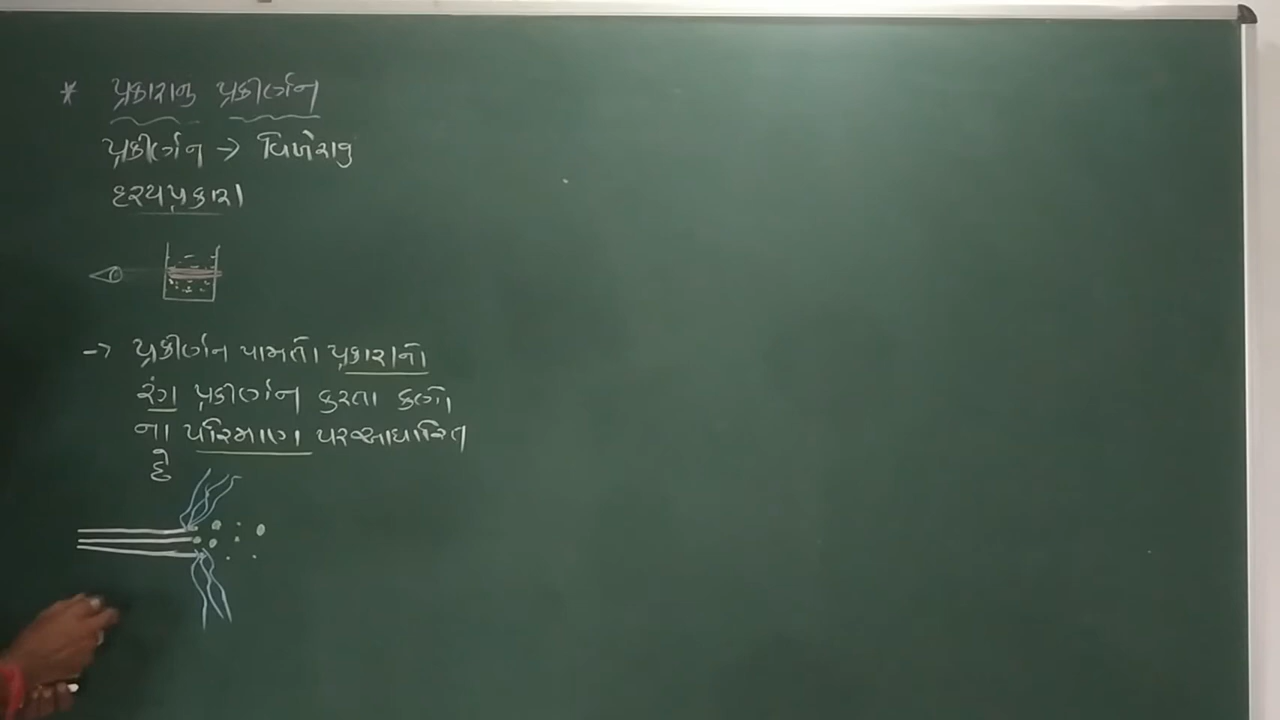 * પ્રકાશનુ પ્રકીર્ણન
પ્રકીર્ણન → વિખેરાવુ
દૃશ્યપ્રકાશ
→ પ્રકીર્ણન પામતા પ્રકાશનો
રંગ પ્રકીર્ણન કરતા કણો
ના પરિમાણ પર આધારિત
છે